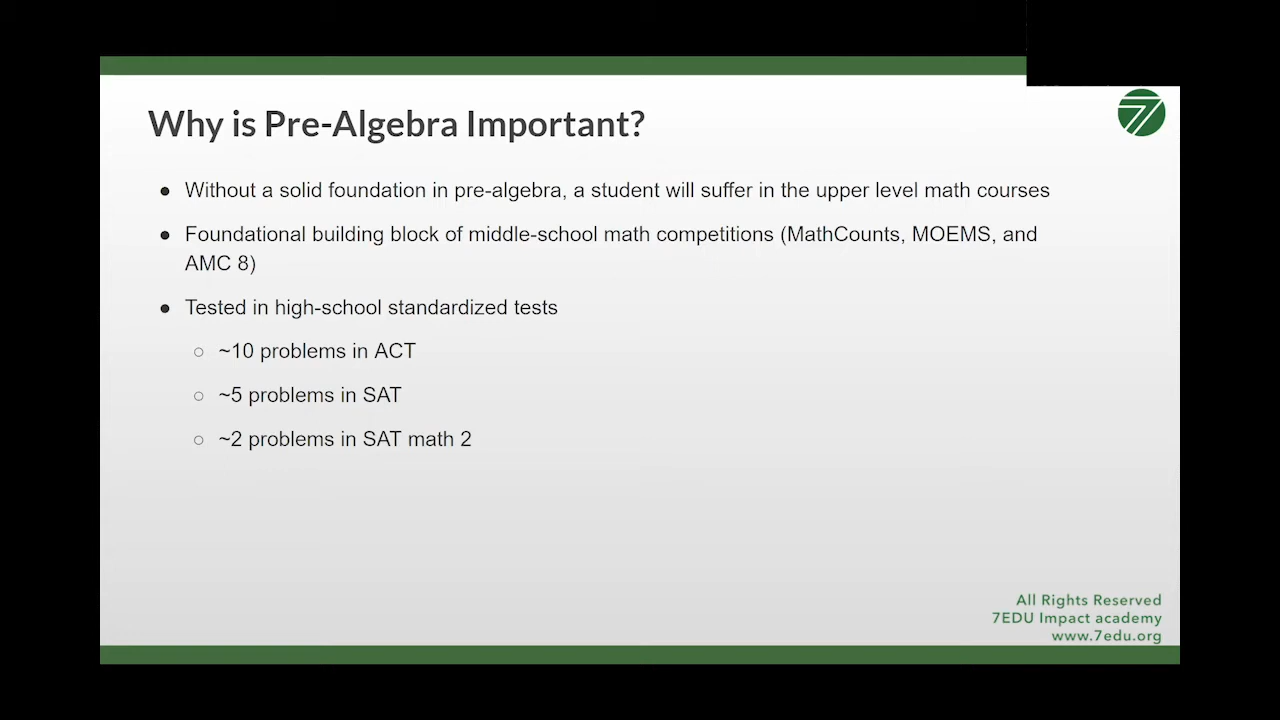 Why is Pre-Algebra Important?
● Without a solid foundation in pre-algebra, a student will suffer in the upper level math courses
● Foundational building block of middle-school math competitions (MathCounts, MOEMS, and
AMC 8)
● Tested in high-school standardized tests
○ ~10 problems in ACT
○ ~5 problems in SAT
○ ~2 problems in SAT math 2
All Rights Reserved
7EDU Impact academy
www.7edu.org